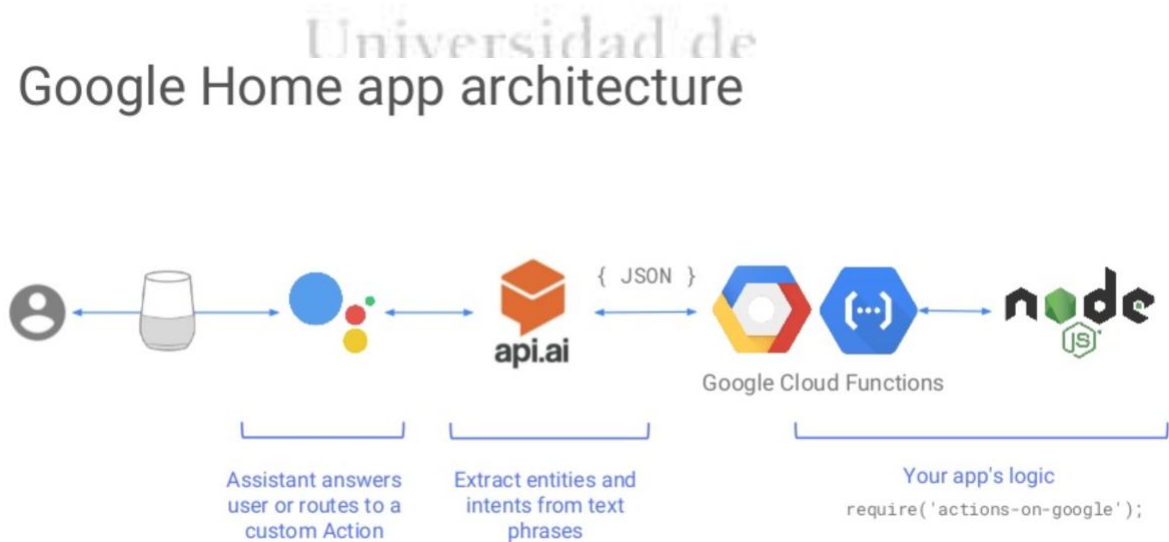 Universidad de
Google Home app architecture
{ JSON }
api.ai
node
JS
Google Cloud Functions
Assistant answers
user or routes to a
custom Action
Extract entities and
intents from text
phrases
Your app's logic
require('actions-on-google');